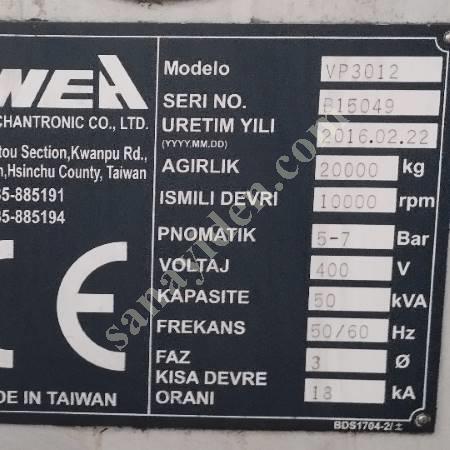 WEA
CHANTRONIC CO., LTD.
tou Section,Kwanpu Rd.,
n,Hsinchu County, Taiwan
35-885191
35-885194
CE
DE IN TAIWAN
Modelo VP3012
SERI NO. B15049
URETIM YILI 2016.02.22
(YYYY.MM.DD)
AGIRLIK 20000 kg
ISMILI DEVRI 10000 rpm
PNOMATIK 5-7 Bar
VOLTAJ 400 V
KAPASITE 50 kVA
FREKANS 50/60 Hz
FAZ 3 Ø
KISA DEVRE
ORANI 18 kA
BDS1704-2/±
sanayiden.com